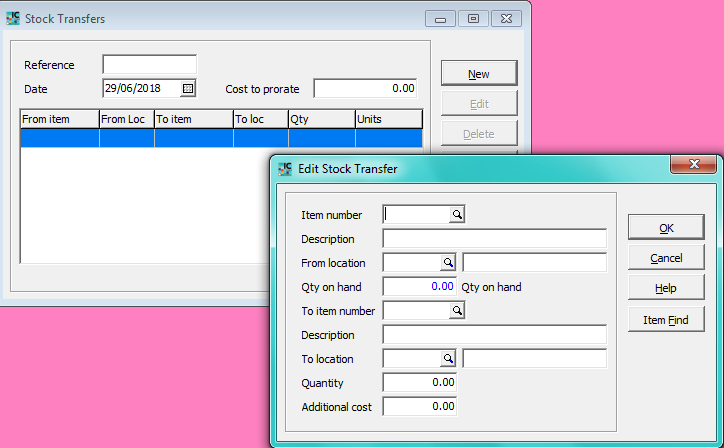 Stock Transfers
Reference
New
Date 29/06/2018 Cost to prorate 0.00
Edit
From item From Loc To item To loc Qty Units
Delete
Edit Stock Transfer
Item number
OK
Description
Cancel
From location
Qty on hand 0.00 Qty on hand
Help
To item number
Item Find
Description
To location
Quantity 0.00
Additional cost 0.00